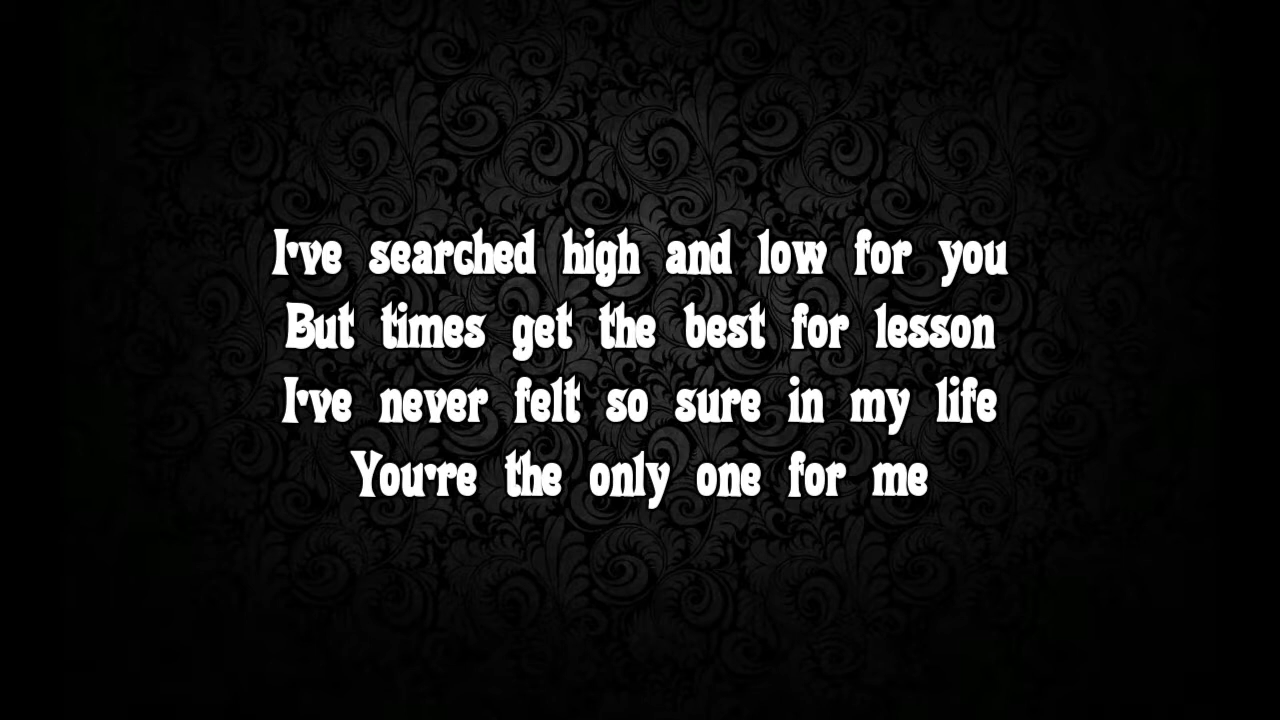 I've searched high and low for you
But times get the best for lesson
I've never felt so sure in my life
You're the only one for me